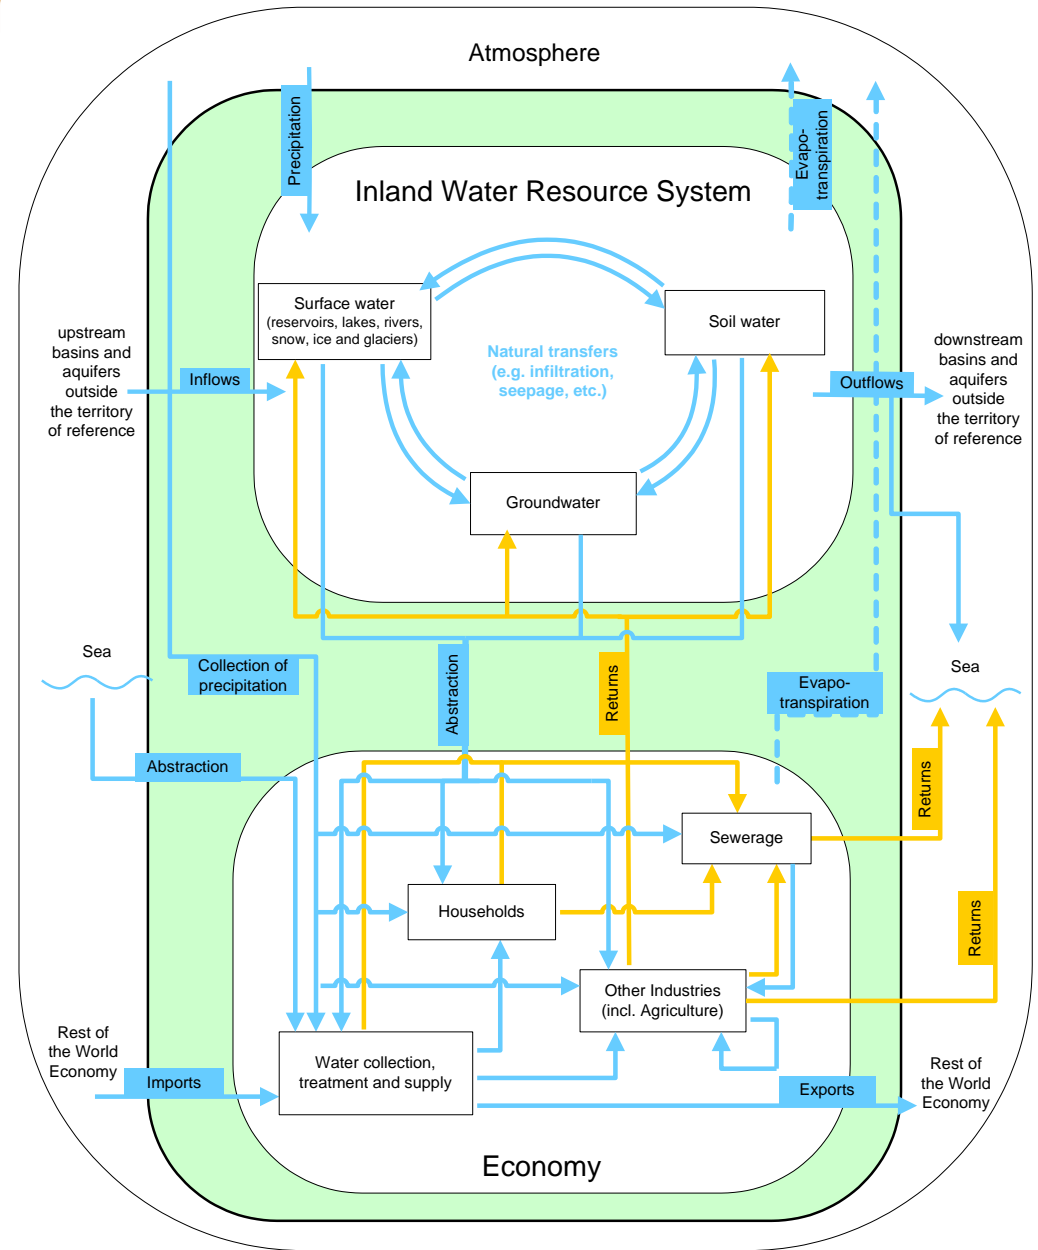 Atmosphere
Precipitation
Evapo-
transpiration
Inland Water Resource System
Surface water
(reservoirs, lakes, rivers,
snow, ice and glaciers)
Soil water
Natural transfers
(e.g. infiltration,
seepage, etc.)
upstream
basins and
aquifers
outside
the territory
of reference
Inflows
Outflows
downstream
basins and
aquifers
outside
the territory
of reference
Groundwater
Sea
Collection of
precipitation
Abstraction
Returns
Evapo-
transpiration
Sea
Abstraction
Returns
Sewerage
Households
Returns
Other Industries
(incl. Agriculture)
Rest of
the World
Economy
Imports
Water collection,
treatment and supply
Exports
Rest of
the World
Economy
Economy